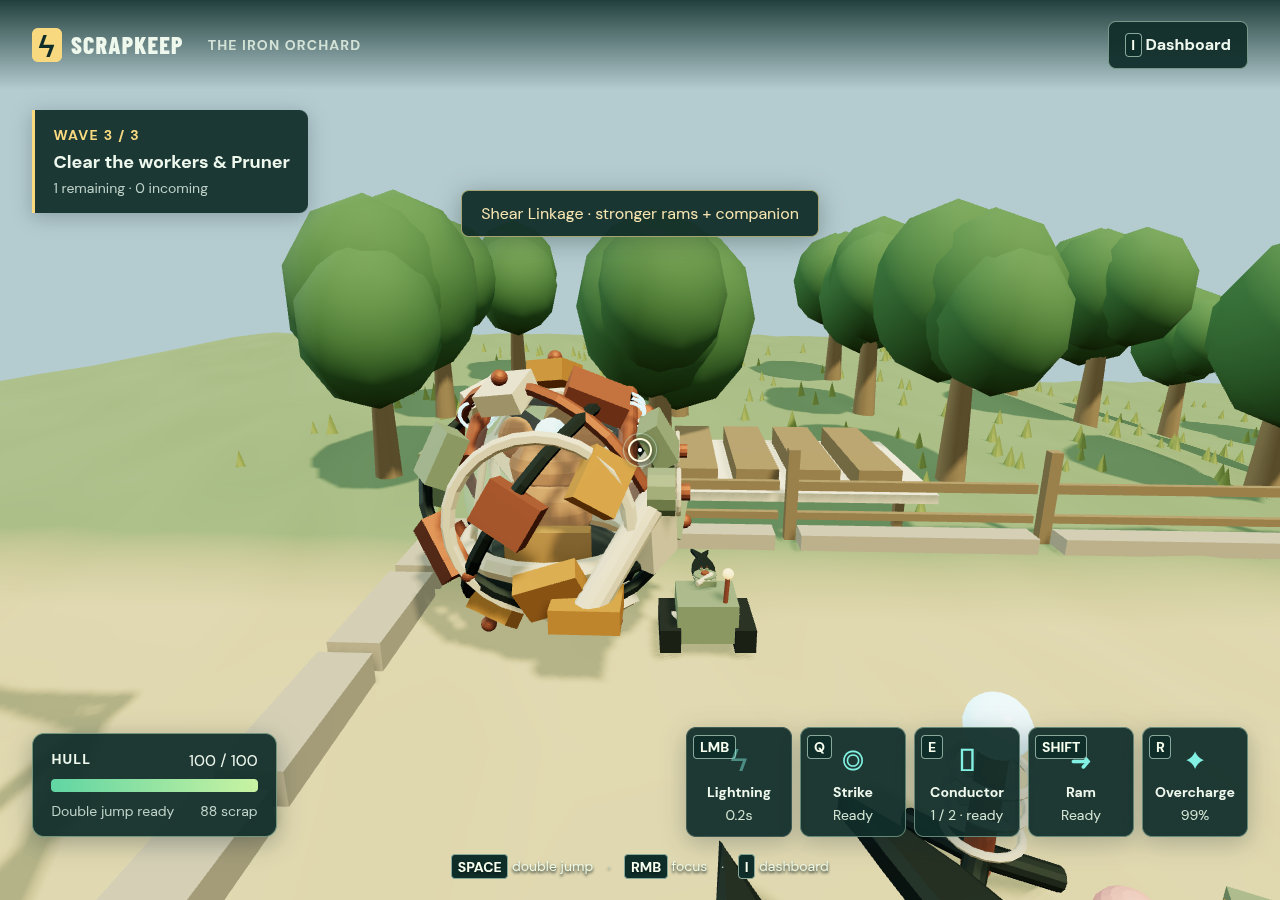 SCRAPKEEP THE IRON ORCHARD
I Dashboard
WAVE 3 / 3
Clear the workers & Pruner
1 remaining · 0 incoming
Shear Linkage · stronger rams + companion
HULL 100 / 100
Double jump ready 88 scrap
LMB
Lightning
0.2s
Q
Strike
Ready
E
Conductor
1 / 2 · ready
SHIFT
Ram
Ready
R
Overcharge
99%
SPACE double jump · RMB focus · I dashboard